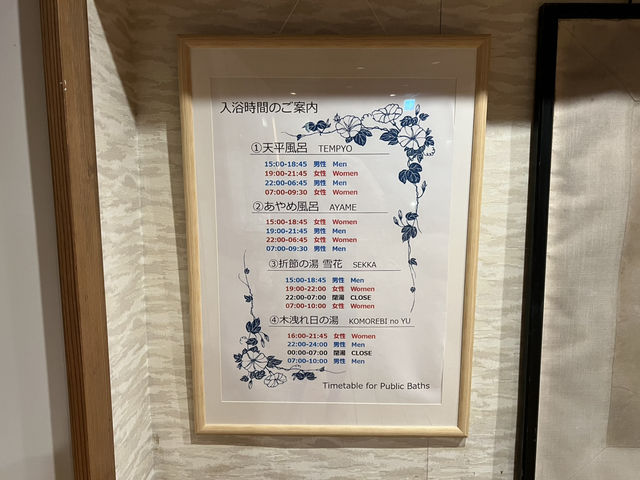 入浴時間のご案内
①天平風呂 TEMPYO
15:00-18:45 男性 Men
19:00-21:45 女性 Women
22:00-06:45 男性 Men
07:00-09:30 女性 Women
②あやめ風呂 AYAME
15:00-18:45 女性 Women
19:00-21:45 男性 Men
22:00-06:45 女性 Women
07:00-09:30 男性 Men
③折節の湯 雪花 SEKKA
15:00-18:45 男性 Men
19:00-22:00 女性 Women
22:00-07:00 閉湯 CLOSE
07:00-10:00 女性 Women
④木洩れ日の湯 KOMOREBI no YU
16:00-21:45 女性 Women
22:00-24:00 男性 Men
00:00-07:00 閉湯 CLOSE
07:00-10:00 男性 Men
Timetable for Public Baths